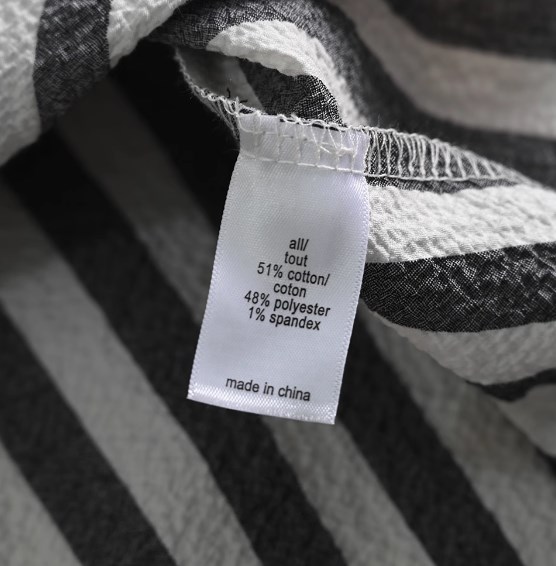 all/
tout
51% cotton/
coton
48% polyester
1% spandex
made in china